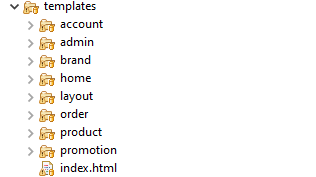 templates
account
admin
brand
home
layout
order
product
promotion
index.html